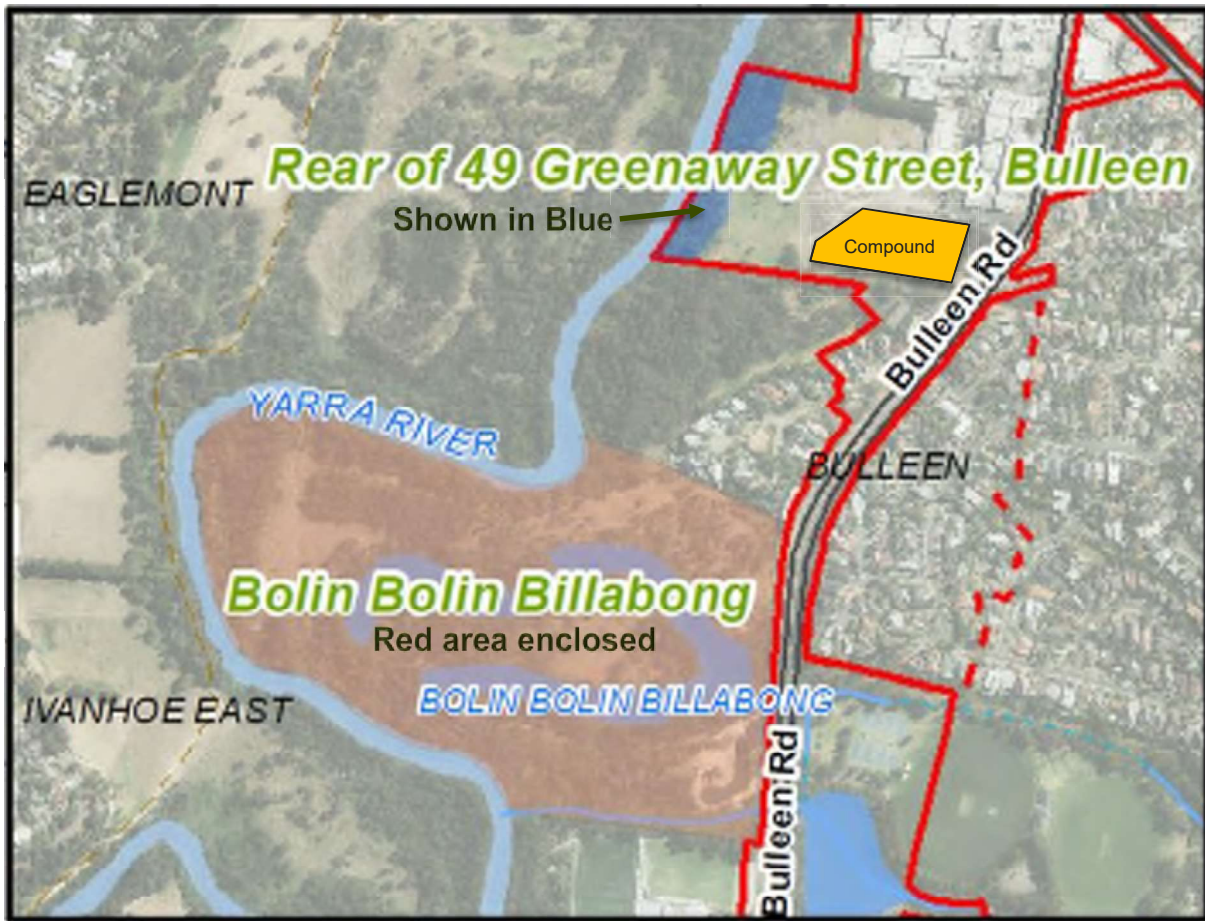 Rear of 49 Greenaway Street, Bulleen
EAGLEMONT
Shown in Blue
Compound
Bulleen Rd
YARRA RIVER
BULLEEN
Bolin Bolin Billabong
Red area enclosed
BOLIN BOLIN BILLABONG
IVANHOE EAST
Bulleen Rd